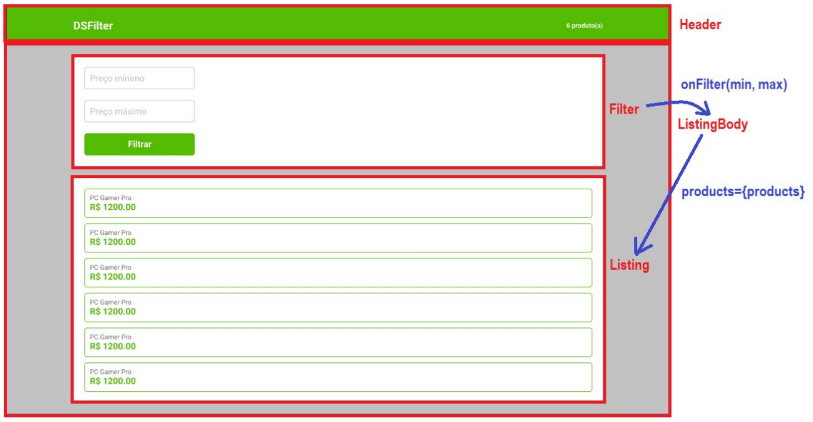 DSFilter
6 produto(s)
Header
Preço mínimo
onFilter(min, max)
Preço máximo
Filter
ListingBody
Filtrar
PC Gamer Pro
R$ 1200.00
products={products}
PC Gamer Pro
R$ 1200.00
PC Gamer Pro
R$ 1200.00
Listing
PC Gamer Pro
R$ 1200.00
PC Gamer Pro
R$ 1200.00
PC Gamer Pro
R$ 1200.00